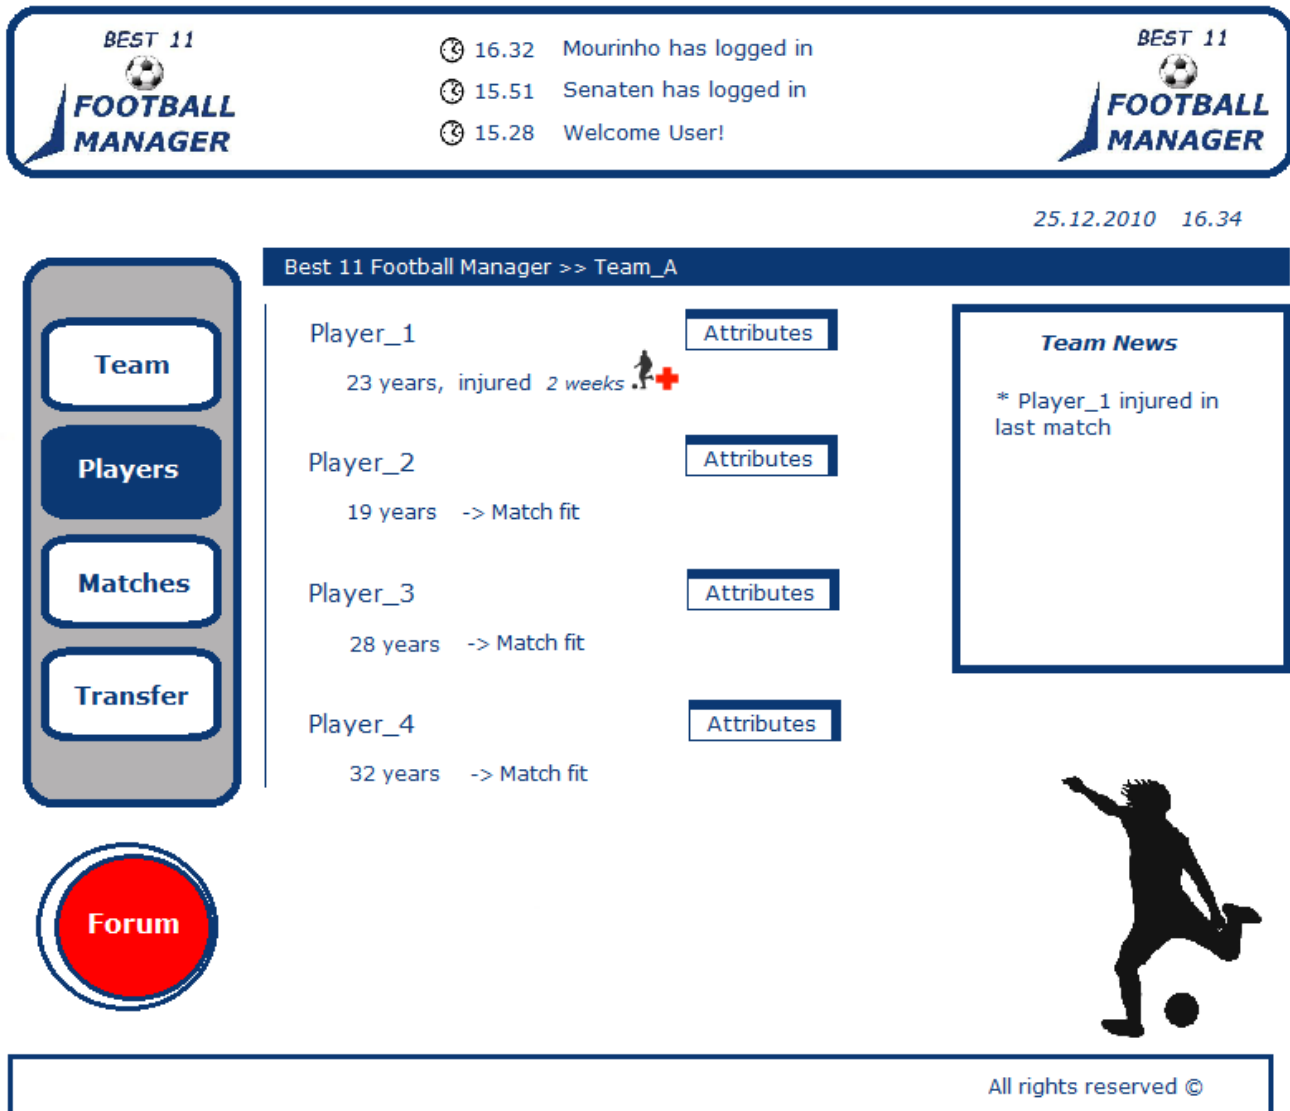 BEST 11
FOOTBALL
MANAGER
16.32 Mourinho has logged in
15.51 Senaten has logged in
15.28 Welcome User!
BEST 11
FOOTBALL
MANAGER
25.12.2010 16.34
Best 11 Football Manager >> Team_A
Team
Players
Matches
Transfer
Forum
Player_1 Attributes
23 years, injured 2 weeks
Player_2 Attributes
19 years -> Match fit
Player_3 Attributes
28 years -> Match fit
Player_4 Attributes
32 years -> Match fit
Team News
* Player_1 injured in
last match
All rights reserved ©